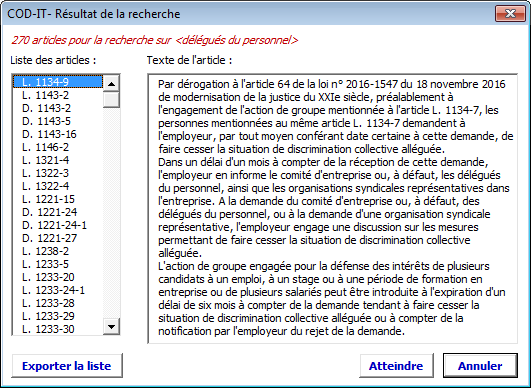 COD-IT- Résultat de la recherche
270 articles pour la recherche sur <délégués du personnel>
Liste des articles :
L. 1134-9
L. 1143-2
D. 1143-2
D. 1143-5
D. 1143-16
L. 1146-2
L. 1321-4
L. 1322-3
L. 1322-4
L. 1221-15
D. 1221-24
D. 1221-24-1
D. 1221-27
L. 1238-2
L. 1233-5
L. 1233-20
L. 1233-24-1
L. 1233-28
L. 1233-29
L. 1233-30
Texte de l'article :
Par dérogation à l'article 64 de la loi n° 2016-1547 du 18 novembre 2016
de modernisation de la justice du XXIe siècle, préalablement à
l'engagement de l'action de groupe mentionnée à l'article L. 1134-7, les
personnes mentionnées au même article L. 1134-7 demandent à
l'employeur, par tout moyen conférant date certaine à cette demande, de
faire cesser la situation de discrimination collective alléguée.
Dans un délai d'un mois à compter de la réception de cette demande,
l'employeur en informe le comité d'entreprise ou, à défaut, les délégués
du personnel, ainsi que les organisations syndicales représentatives dans
l'entreprise. A la demande du comité d'entreprise ou, à défaut, des
délégués du personnel, ou à la demande d'une organisation syndicale
représentative, l'employeur engage une discussion sur les mesures
permettant de faire cesser la situation de discrimination collective
alléguée.
L'action de groupe engagée pour la défense des intérêts de plusieurs
candidats à un emploi, à un stage ou à une période de formation en
entreprise ou de plusieurs salariés peut être introduite à l'expiration d'un
délai de six mois à compter de la demande tendant à faire cesser la
situation de discrimination collective alléguée ou à compter de la
notification par l'employeur du rejet de la demande.
Exporter la liste
Atteindre
Annuler